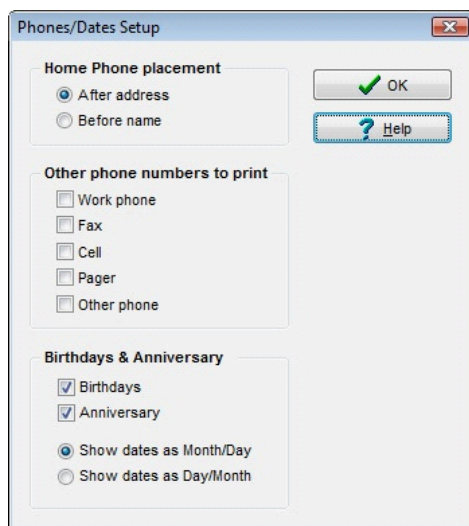 Phones/Dates Setup
Home Phone placement
After address
Before name
OK
Help
Other phone numbers to print
Work phone
Fax
Cell
Pager
Other phone
Birthdays & Anniversary
Birthdays
Anniversary
Show dates as Month/Day
Show dates as Day/Month